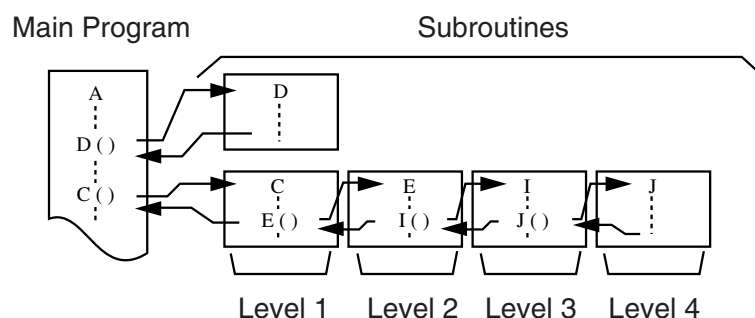 Main Program
Subroutines
A
D ( )
C ( )
D
C
E ( )
E
I ( )
I
J ( )
J
Level 1
Level 2
Level 3
Level 4